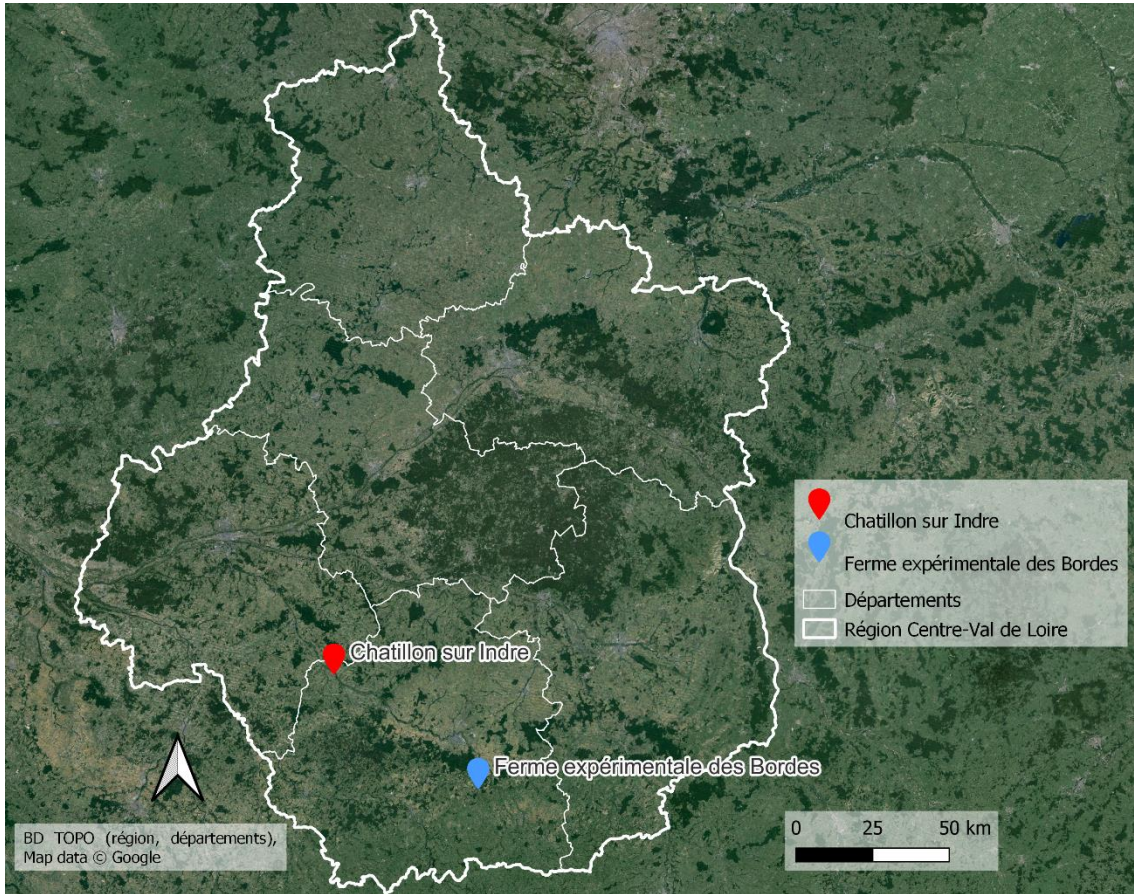 Chatillon sur Indre
Ferme expérimentale des Bordes
Départements
Région Centre-Val de Loire
Chatillon sur Indre
Ferme expérimentale des Bordes
BD TOPO (région, départements),
Map data © Google
0 25 50 km